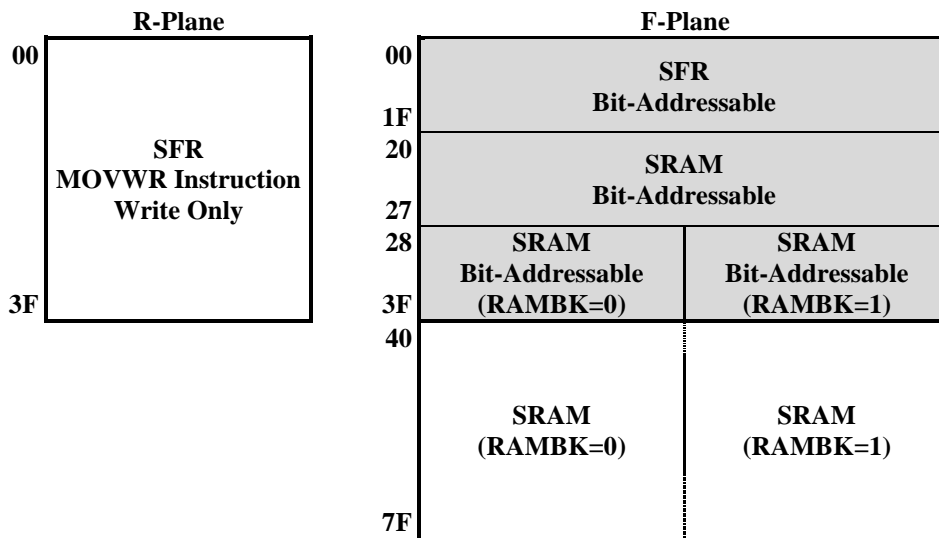 R-Plane
00
SFR
MOVWR Instruction
Write Only
3F
F-Plane
00
SFR
Bit-Addressable
1F
20
SRAM
Bit-Addressable
27
28
SRAM
Bit-Addressable
(RAMBK=0)
SRAM
Bit-Addressable
(RAMBK=1)
3F
40
SRAM
(RAMBK=0)
SRAM
(RAMBK=1)
7F